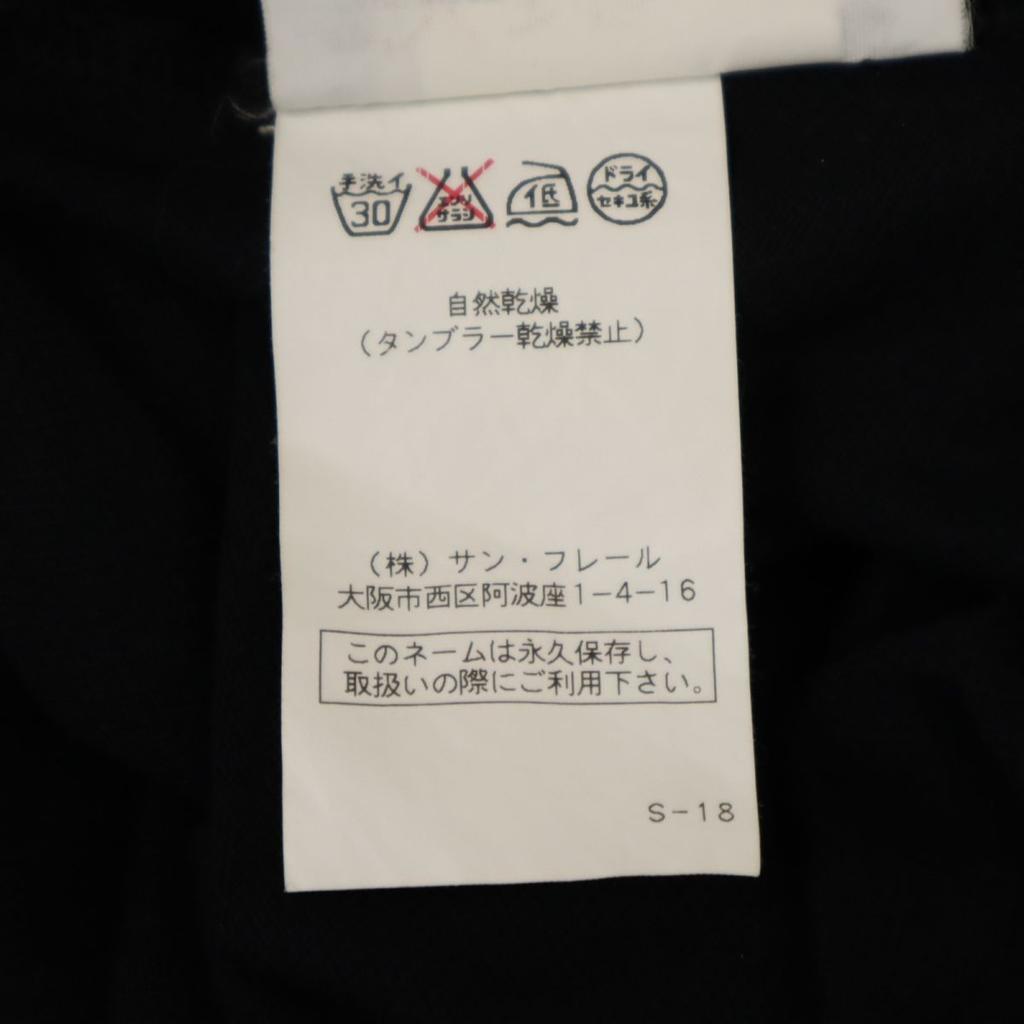 手洗イ
30
エンソ
サラシ
低
ドライ
セキユ系
自然乾燥
（タンブラー乾燥禁止）
（株）サン・フレール
大阪市西区阿波座1－4－16
このネームは永久保存し、
取扱いの際にご利用下さい。
S－18